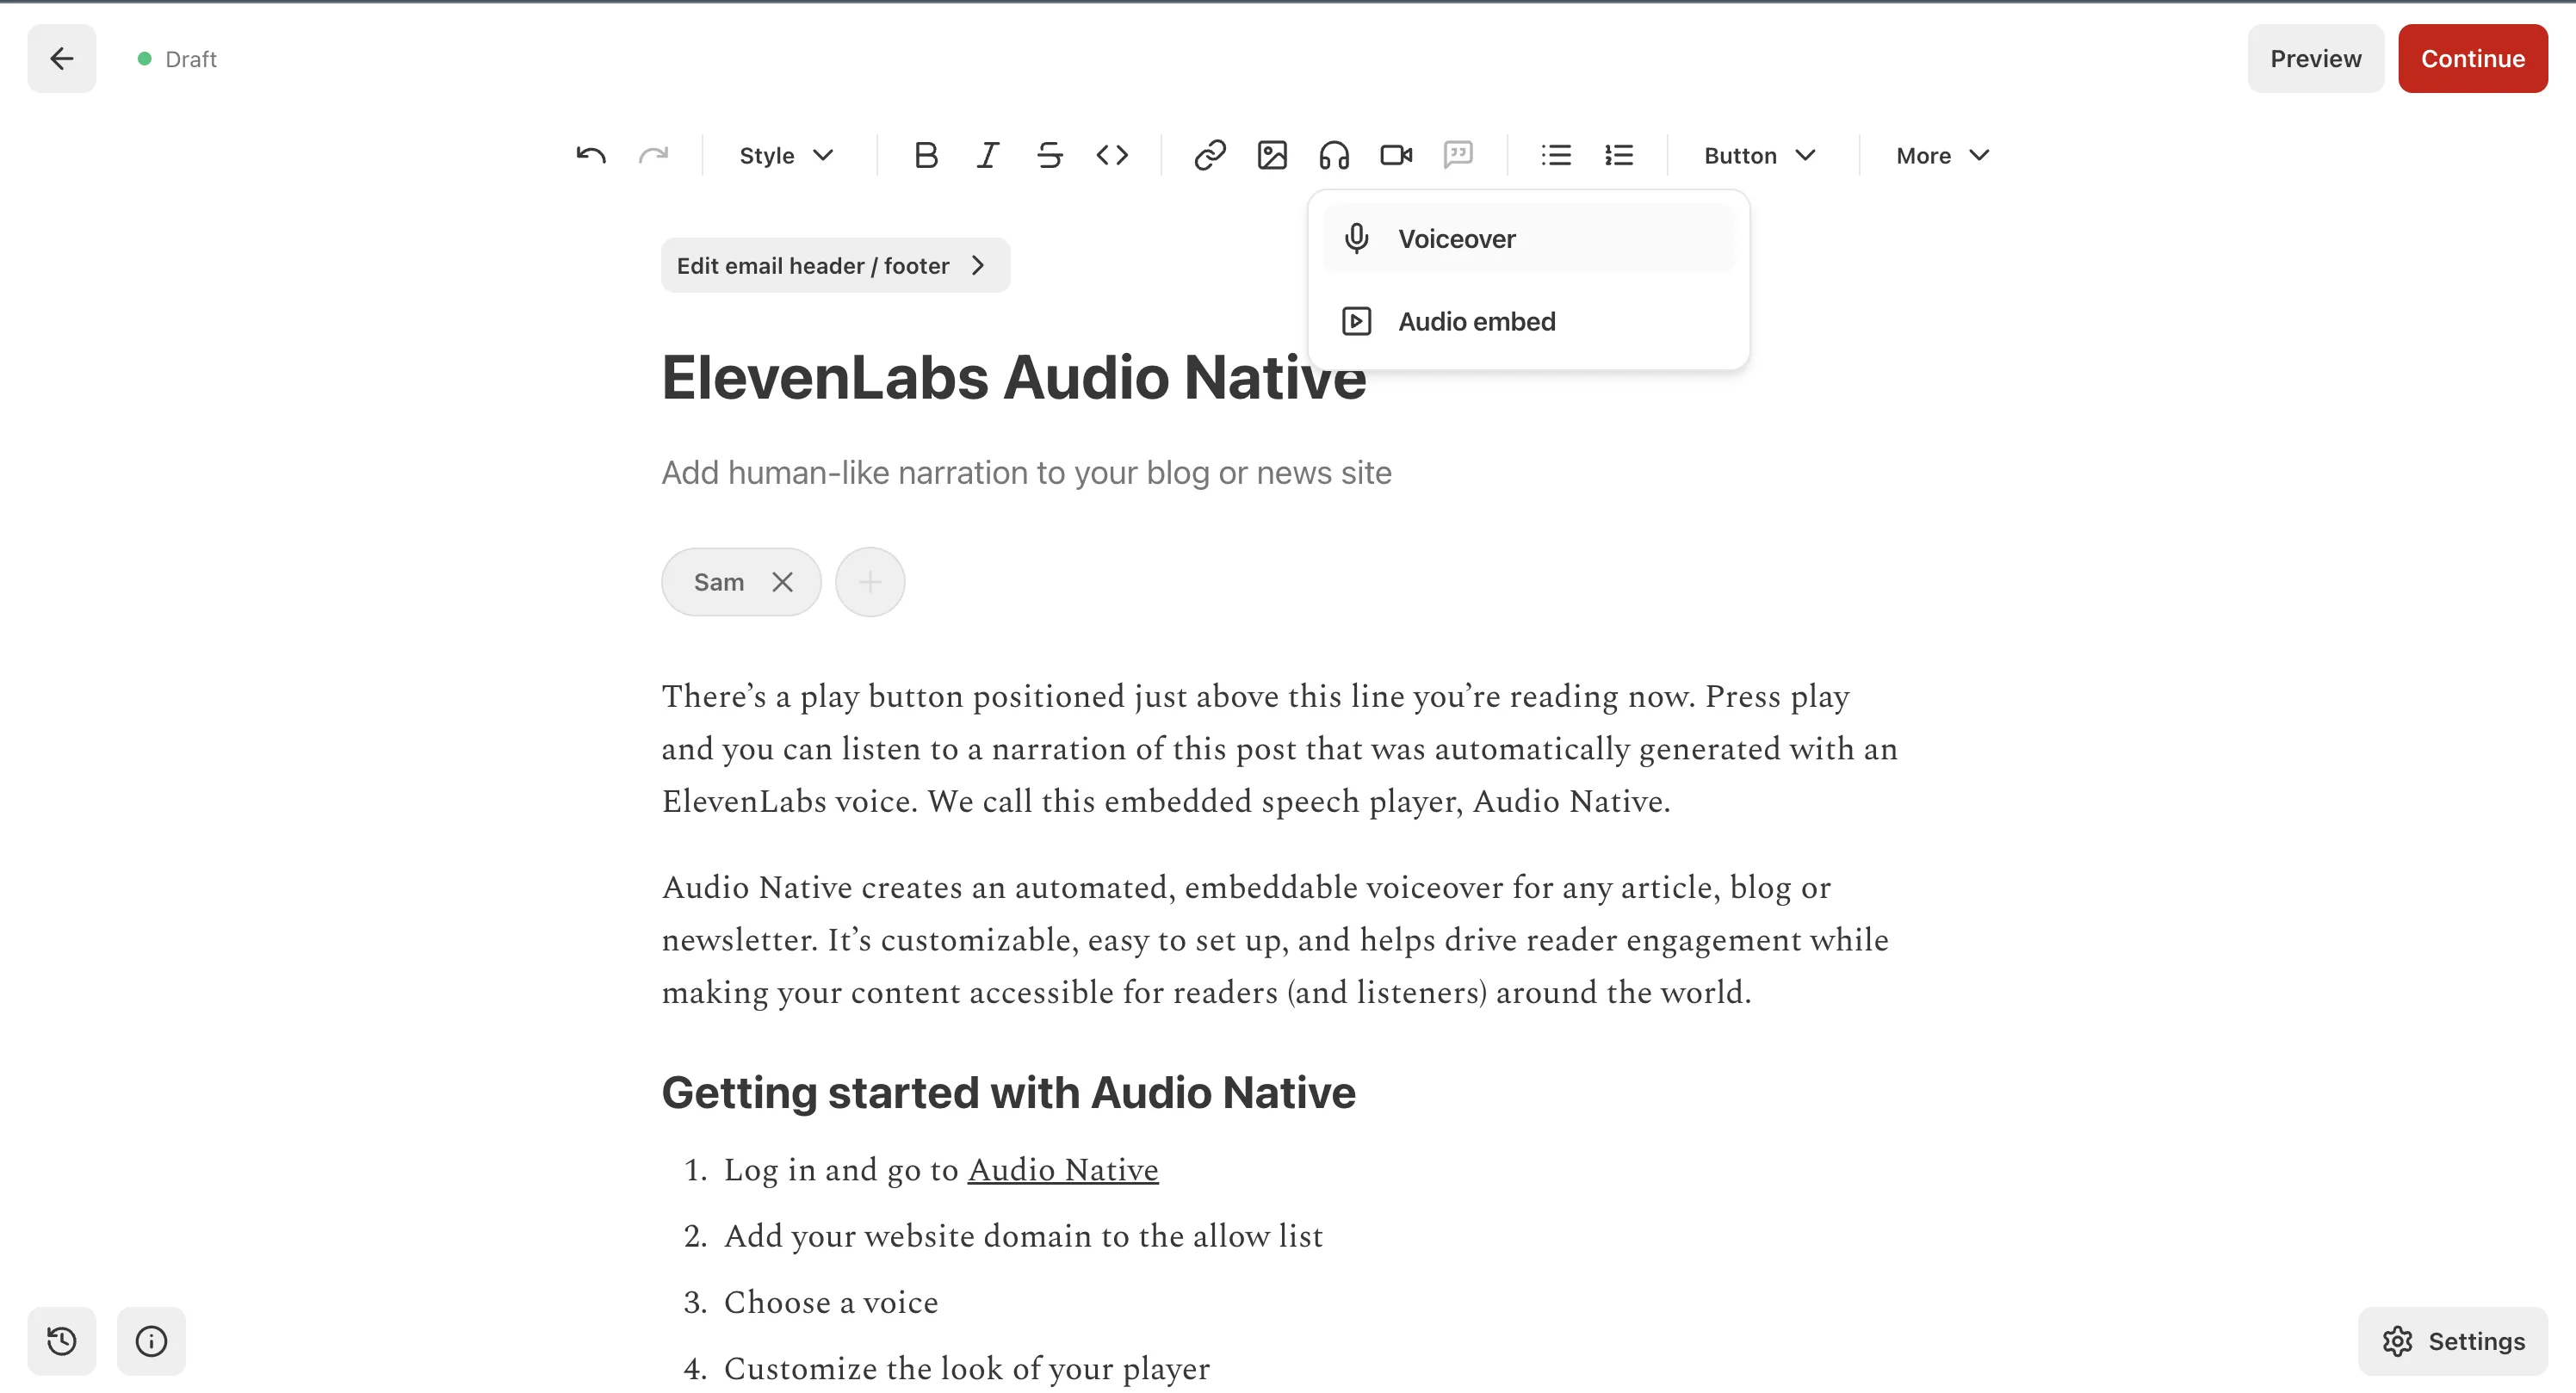 Draft
Preview
Continue
Style
Button
More
Voiceover
Audio embed
Edit email header / footer
ElevenLabs Audio Native
Add human-like narration to your blog or news site
Sam
There’s a play button positioned just above this line you’re reading now. Press play
and you can listen to a narration of this post that was automatically generated with an
ElevenLabs voice. We call this embedded speech player, Audio Native.
Audio Native creates an automated, embeddable voiceover for any article, blog or
newsletter. It’s customizable, easy to set up, and helps drive reader engagement while
making your content accessible for readers (and listeners) around the world.
Getting started with Audio Native
1. Log in and go to Audio Native
2. Add your website domain to the allow list
3. Choose a voice
4. Customize the look of your player
Settings